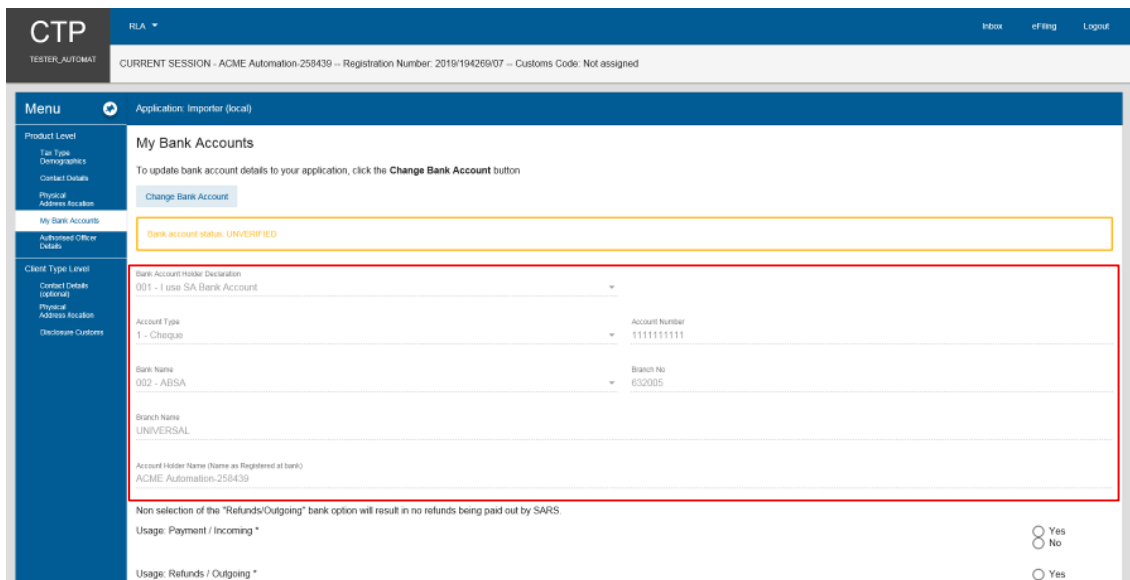 CTP
TESTER_AUTOMAT
RLA
Inbox
eFiling
Logout
CURRENT SESSION - ACME Automation-258439 -- Registration Number: 2019/194269/07 -- Customs Code: Not assigned
Menu
Product Level
Tax Type
Demographics
Contact Details
Physical
Address /location
My Bank Accounts
Authorised Officer
Details
Client Type Level
Contact Details
(optional)
Physical
Address /location
Disclosure Customs
Application: Importer (local)
My Bank Accounts
To update bank account details to your application, click the Change Bank Account button
Change Bank Account
Bank account status: UNVERIFIED
Bank Account Holder Declaration
001 - I use SA Bank Account
Account Type
1 - Cheque
Account Number
1111111111
Bank Name
002 - ABSA
Branch No
632005
Branch Name
UNIVERSAL
Account Holder Name (Name as Registered at bank)
ACME Automation-258439
Non selection of the "Refunds/Outgoing" bank option will result in no refunds being paid out by SARS.
Usage: Payment / Incoming *
Yes
No
Usage: Refunds / Outgoing *
Yes